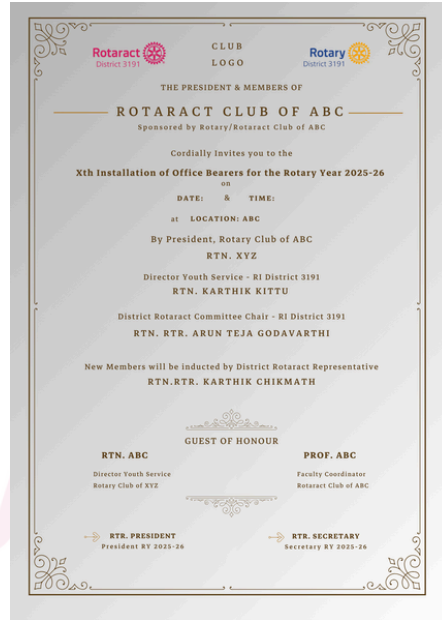 Rotaract
District 3191
CLUB
LOGO
Rotary
District 3191
THE PRESIDENT & MEMBERS OF
ROTARACT CLUB OF ABC
Sponsored by Rotary/Rotaract Club of ABC
Cordially Invites you to the
Xth Installation of Office Bearers for the Rotary Year 2025-26
on
DATE: & TIME:
at LOCATION: ABC
By President, Rotary Club of ABC
RTN. XYZ
Director Youth Service - RI District 3191
RTN. KARTHIK KITTU
District Rotaract Committee Chair - RI District 3191
RTN. RTR. ARUN TEJA GODAVARTHI
New Members will be inducted by District Rotaract Representative
RTN.RTR. KARTHIK CHIKMATH
GUEST OF HONOUR
RTN. ABC
Director Youth Service
Rotary Club of XYZ
PROF. ABC
Faculty Coordinator
Rotaract Club of ABC
RTR. PRESIDENT
President RY 2025-26
RTR. SECRETARY
Secretary RY 2025-26